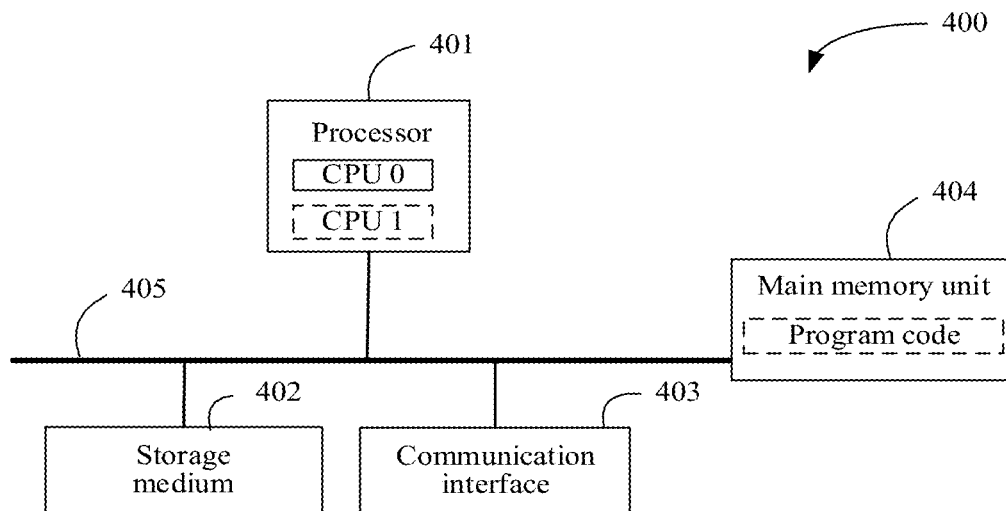 400
401
Processor
CPU 0
CPU 1
404
Main memory unit
Program code
405
402
Storage
medium
403
Communication
interface